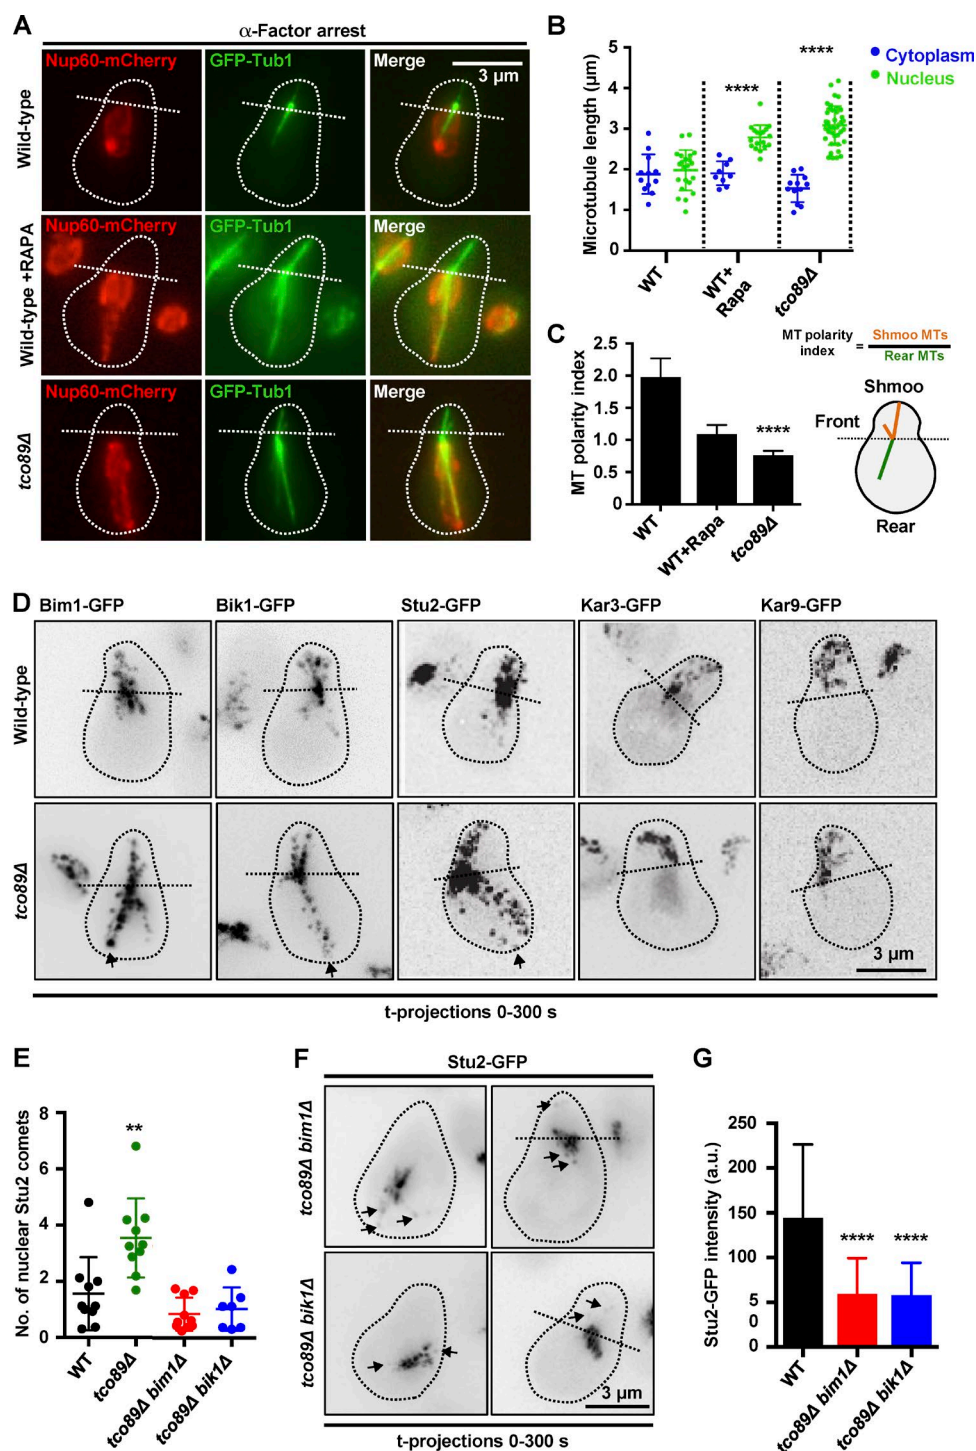 A
α-Factor arrest
Nup60-mCherry GFP-Tub1 Merge
3 µm
Wild-type
Nup60-mCherry GFP-Tub1 Merge
Wild-type +RAPA
Nup60-mCherry GFP-Tub1 Merge
tco89Δ
B
Microtubule length (µm)
5
4
3
2
1
0
****
****
Cytoplasm
Nucleus
WT
WT+
Rapa
tco89Δ
C
MT polarity index
2.5
2.0
1.5
1.0
0.5
0
****
WT
WT+Rapa
tco89Δ
MT polarity
index
=
Shmoo MTs
Rear MTs
Shmoo
Front
Rear
D
Bim1-GFP Bik1-GFP Stu2-GFP Kar3-GFP Kar9-GFP
Wild-type
tco89Δ
3 µm
t-projections 0-300 s
E
No. of nuclear Stu2 comets
8
6
4
2
0
**
WT
tco89Δ
tco89Δ bim1Δ
tco89Δ bik1Δ
F
Stu2-GFP
tco89Δ bim1Δ
tco89Δ bik1Δ
3 µm
t-projections 0-300 s
G
Stu2-GFP intensity (a.u.)
250
200
150
100
5
0
0
**** ****
WT
tco89Δ bim1Δ
tco89Δ bik1Δ